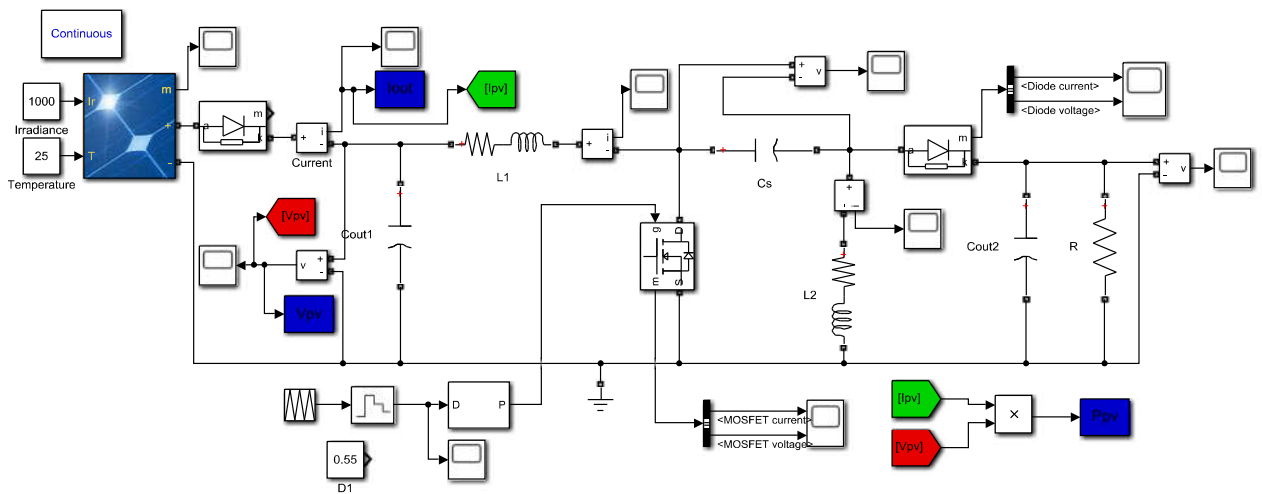 Continuous
1000
Irradiance
25
Temperature
Ir
T
m
+
-
a
m
k
+
i
-
Current
Iout
[Ipv]
[Vpv]
v
+
-
Vpv
Cout1
L1
+
i
-
+
-
v
Cs
g
D
m
S
+
-
i
L2
a
m
k
<Diode current>
<Diode voltage>
Cout2
R
+
-
v
D
P
0.55
D1
<MOSFET current>
<MOSFET voltage>
[Ipv]
[Vpv]
×
Ppv